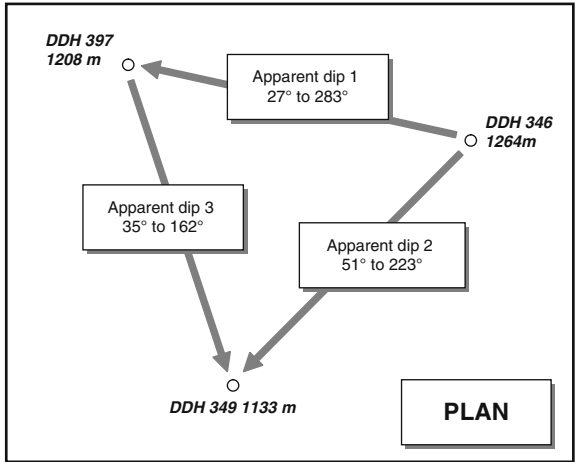 DDH 397
1208 m
Apparent dip 1
27° to 283°
DDH 346
1264m
Apparent dip 3
35° to 162°
Apparent dip 2
51° to 223°
DDH 349 1133 m
PLAN